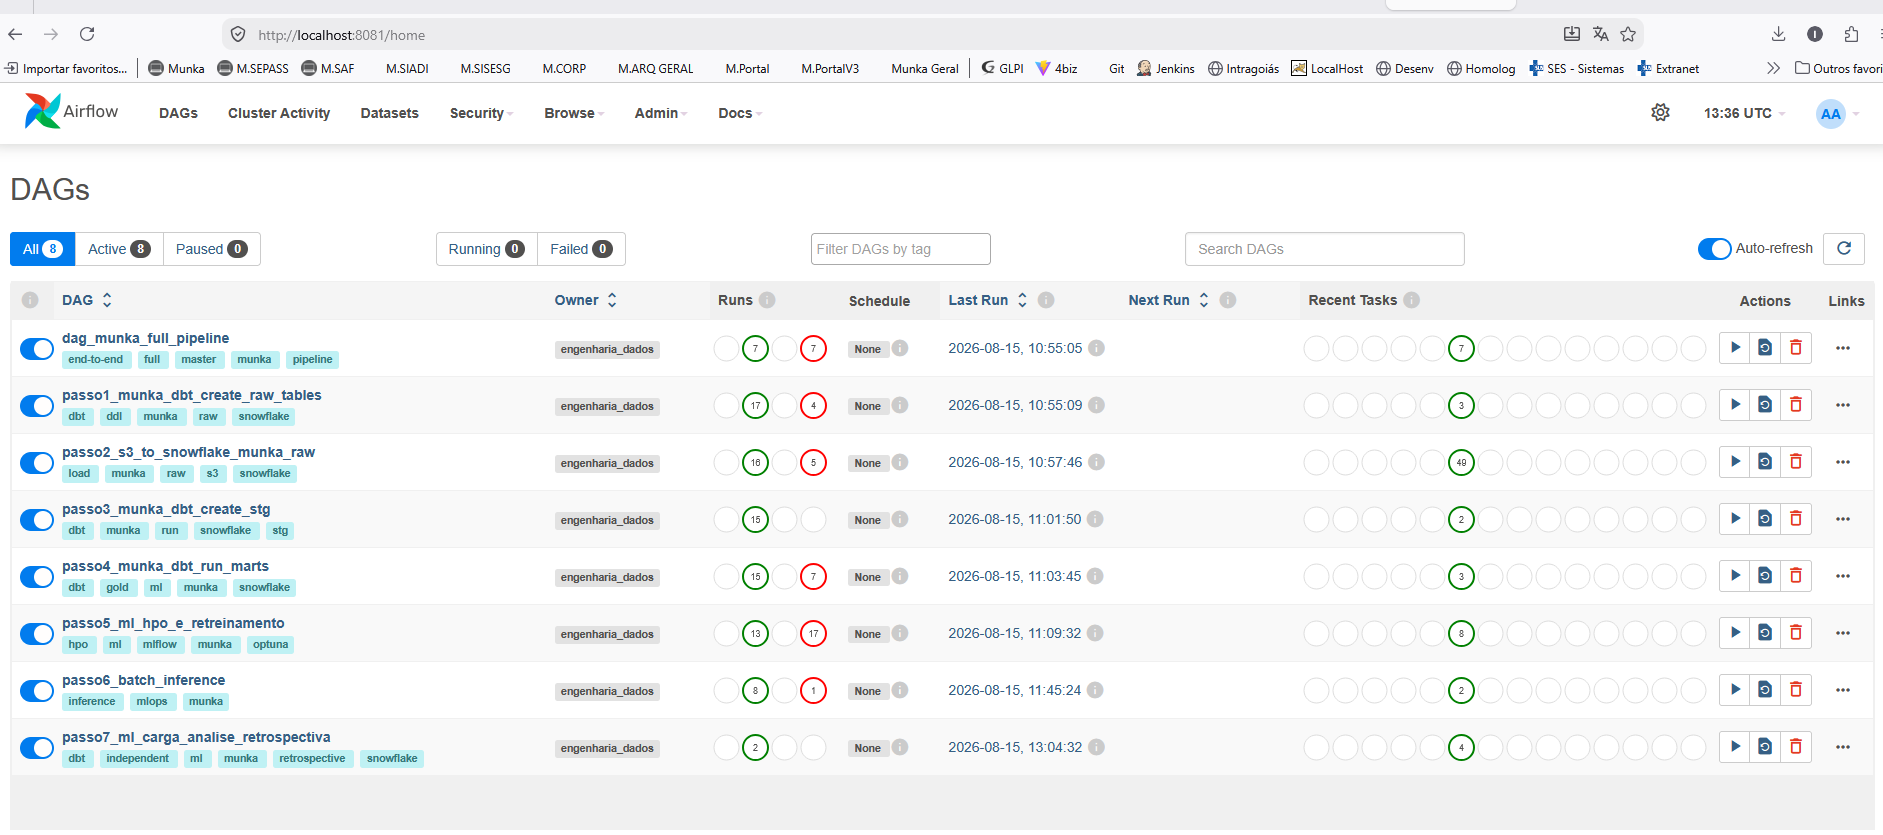 http://localhost:8081/home
Importar favoritos... Munka M.SEPASS M.SAF M.SIADI M.SISESG M.CORP M.ARQ GERAL M.Portal M.PortalV3 Munka Geral GLPI 4biz Git Jenkins Intragoiás LocalHost Desenv Homolog SES - Sistemas Extranet Outros favori
Airflow DAGs Cluster Activity Datasets Security Browse Admin Docs 13:36 UTC AA
DAGs
All 8 Active 8 Paused 0 Running 0 Failed 0 Filter DAGs by tag Search DAGs Auto-refresh
DAG Owner Runs Schedule Last Run Next Run Recent Tasks Actions Links
dag_munka_full_pipeline
end-to-end full master munka pipeline
engenharia_dados 7 7 None 2026-08-15, 10:55:05 7
passo1_munka_dbt_create_raw_tables
dbt ddl munka raw snowflake
engenharia_dados 17 4 None 2026-08-15, 10:55:09 3
passo2_s3_to_snowflake_munka_raw
load munka raw s3 snowflake
engenharia_dados 16 5 None 2026-08-15, 10:57:46 49
passo3_munka_dbt_create_stg
dbt munka run snowflake stg
engenharia_dados 15 None 2026-08-15, 11:01:50 2
passo4_munka_dbt_run_marts
dbt gold ml munka snowflake
engenharia_dados 15 7 None 2026-08-15, 11:03:45 3
passo5_ml_hpo_e_retreinamento
hpo ml mlflow munka optuna
engenharia_dados 13 17 None 2026-08-15, 11:09:32 8
passo6_batch_inference
inference mlops munka
engenharia_dados 8 1 None 2026-08-15, 11:45:24 2
passo7_ml_carga_analise_retrospectiva
dbt independent ml munka retrospective snowflake
engenharia_dados 2 None 2026-08-15, 13:04:32 4